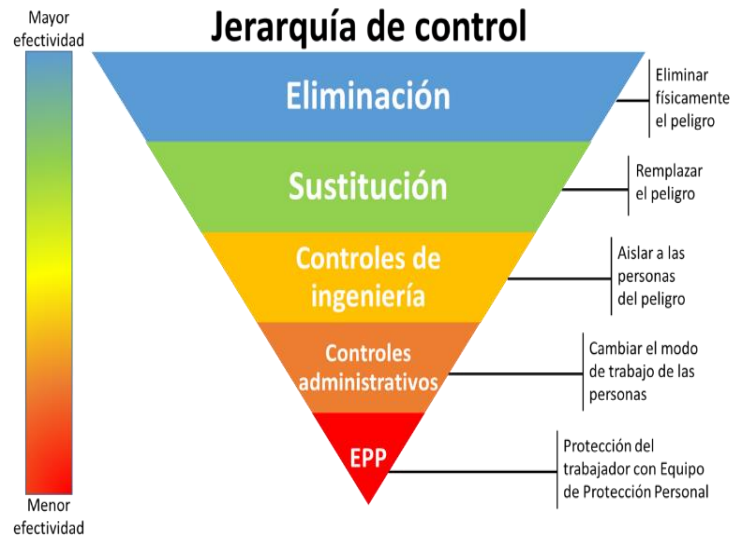 Jerarquía de control
Mayor
efectividad
Eliminación
Eliminar
físicamente
el peligro
Sustitución
Remplazar
el peligro
Controles de
ingeniería
Aislar a las
personas
del peligro
Controles
administrativos
Cambiar el modo
de trabajo de las
personas
EPP
Protección del
trabajador con Equipo
de Protección Personal
Menor
efectividad